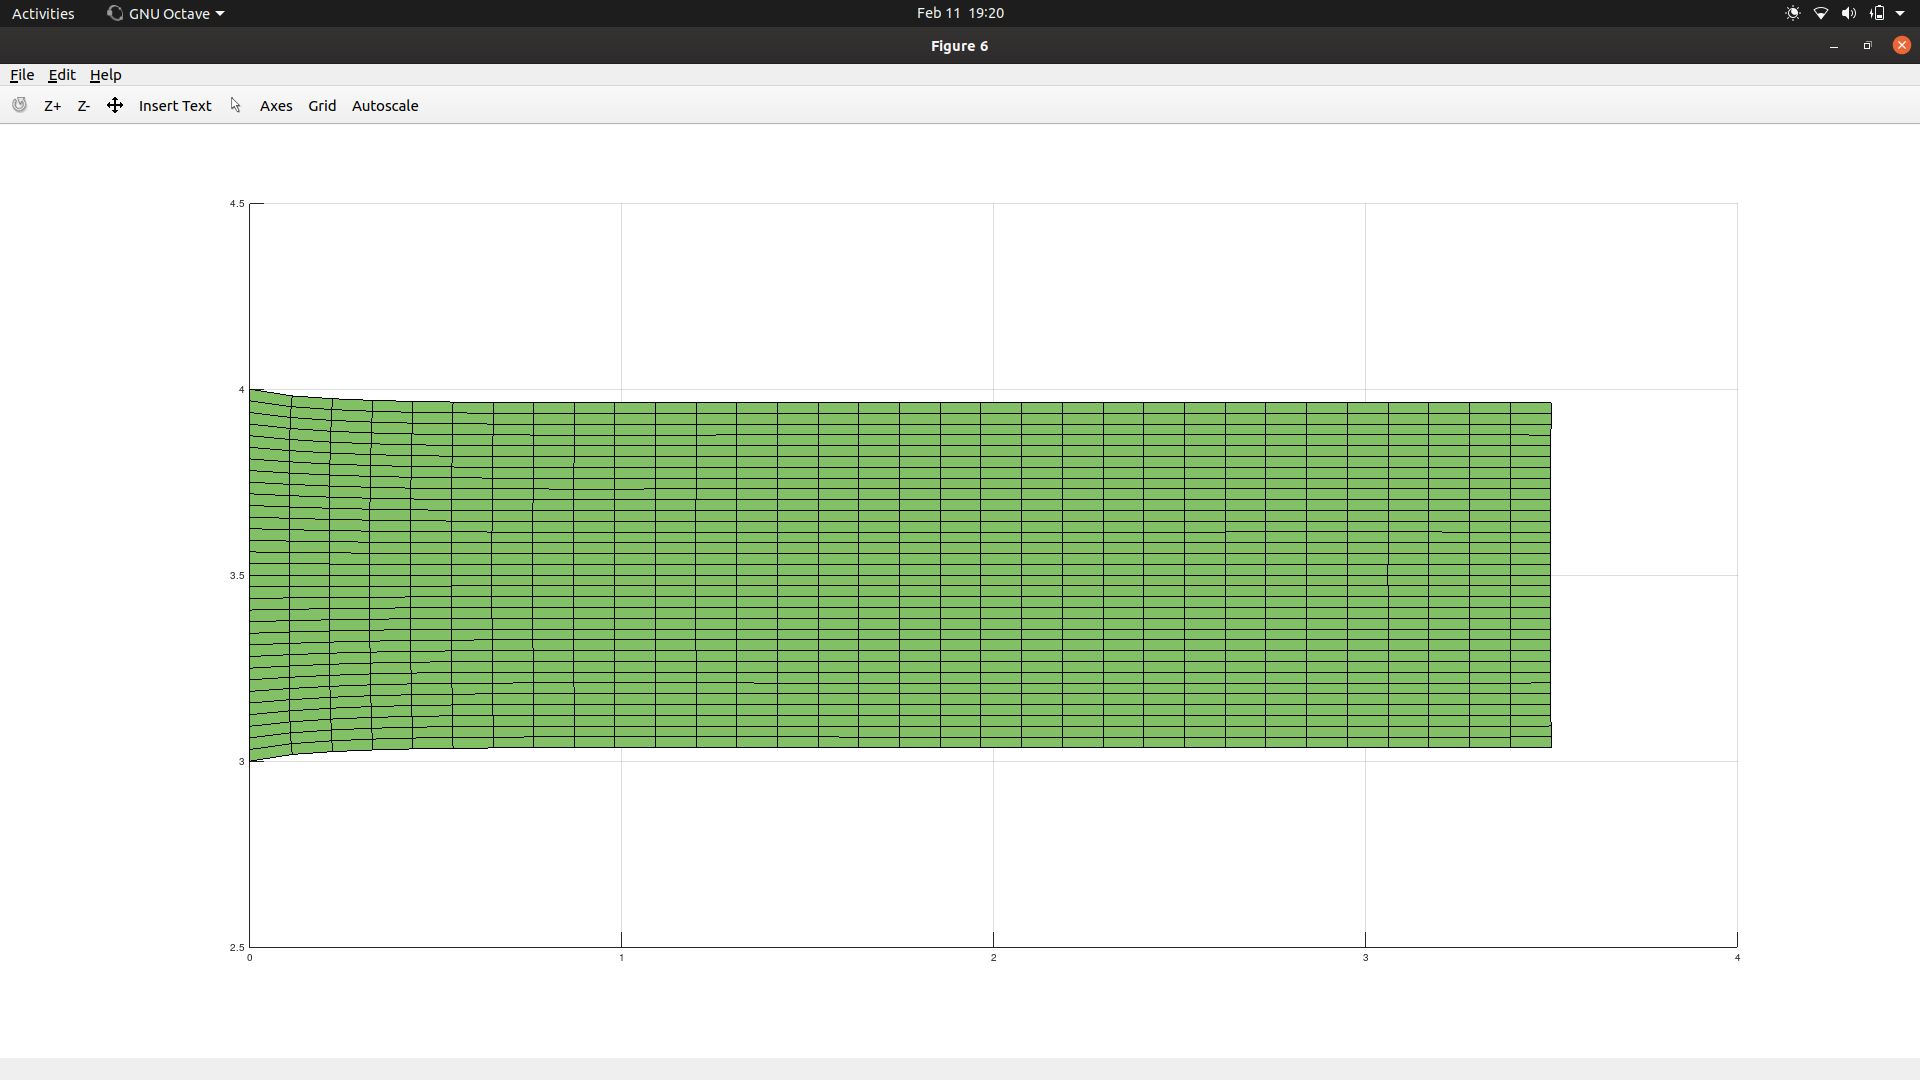 Activities GNU Octave Feb 11 19:20
Figure 6
File Edit Help
Z+ Z- Insert Text Axes Grid Autoscale
4.5
4
3.5
3
2.5
0 1 2 3 4